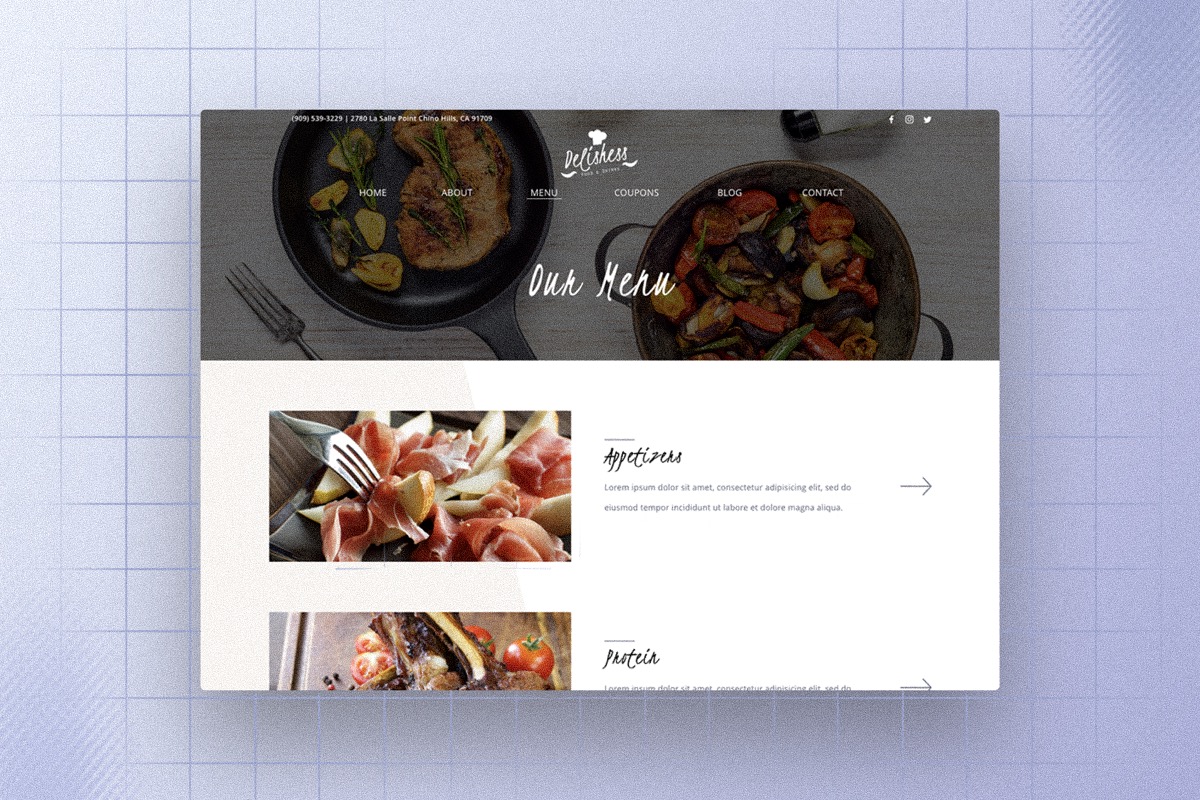 (909) 539-3229 | 2780 La Salle Point Chino Hills, CA 91709
Delishess
FOOD & DRINKS
HOME ABOUT MENU COUPONS BLOG CONTACT
Our Menu
Appetizers
Lorem ipsum dolor sit amet, consectetur adipisicing elit, sed do
eiusmod tempor incididunt ut labore et dolore magna aliqua.
Protein
Lorem ipsum dolor sit amet, consectetur adipisicing elit, sed do